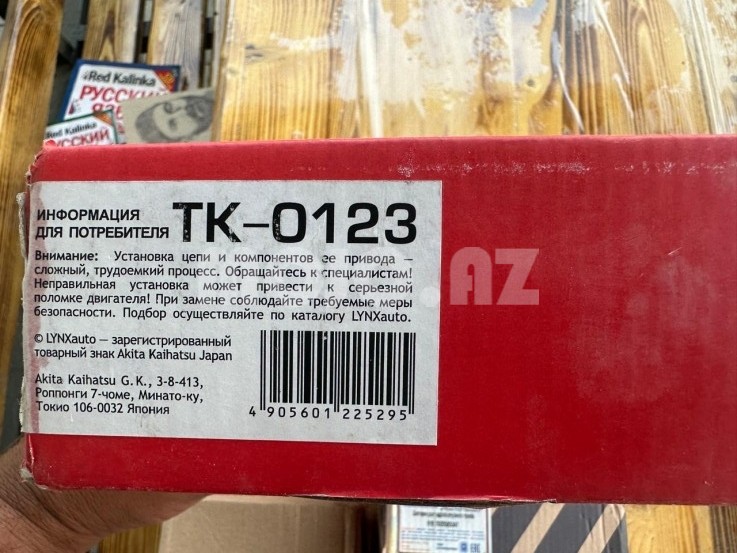 Red Kalinka
РУССКИЙ
Red Kalinka
РУССКИЙ
ИНФОРМАЦИЯ
ДЛЯ ПОТРЕБИТЕЛЯ
TK-0123
Внимание: Установка цепи и компонентов ее привода –
сложный, трудоемкий процесс. Обращайтесь к специалистам!
Неправильная установка может привести к серьезной
поломке двигателя! При замене соблюдайте требуемые меры
безопасности. Подбор осуществляйте по каталогу LYNXauto.
© LYNXauto — зарегистрированный
товарный знак Akita Kaihatsu Japan
Akita Kaihatsu G.K., 3-8-413,
Роппонги 7-чоме, Минато-ку,
Токио 106-0032 ЯПОНИЯ
4 905601 225295
.AZ